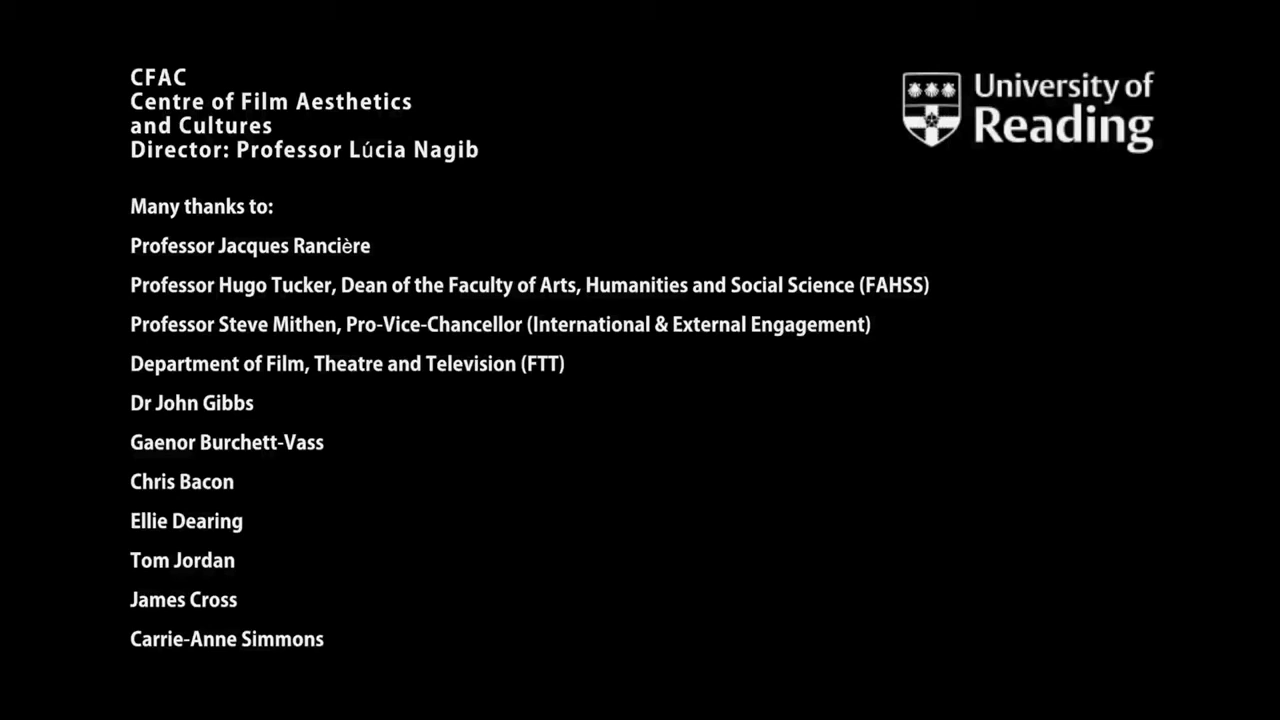 CFAC
Centre of Film Aesthetics
and Cultures
Director: Professor Lúcia Nagib
University of
Reading
Many thanks to:
Professor Jacques Rancière
Professor Hugo Tucker, Dean of the Faculty of Arts, Humanities and Social Science (FAHSS)
Professor Steve Mithen, Pro-Vice-Chancellor (International & External Engagement)
Department of Film, Theatre and Television (FTT)
Dr John Gibbs
Gaenor Burchett-Vass
Chris Bacon
Ellie Dearing
Tom Jordan
James Cross
Carrie-Anne Simmons